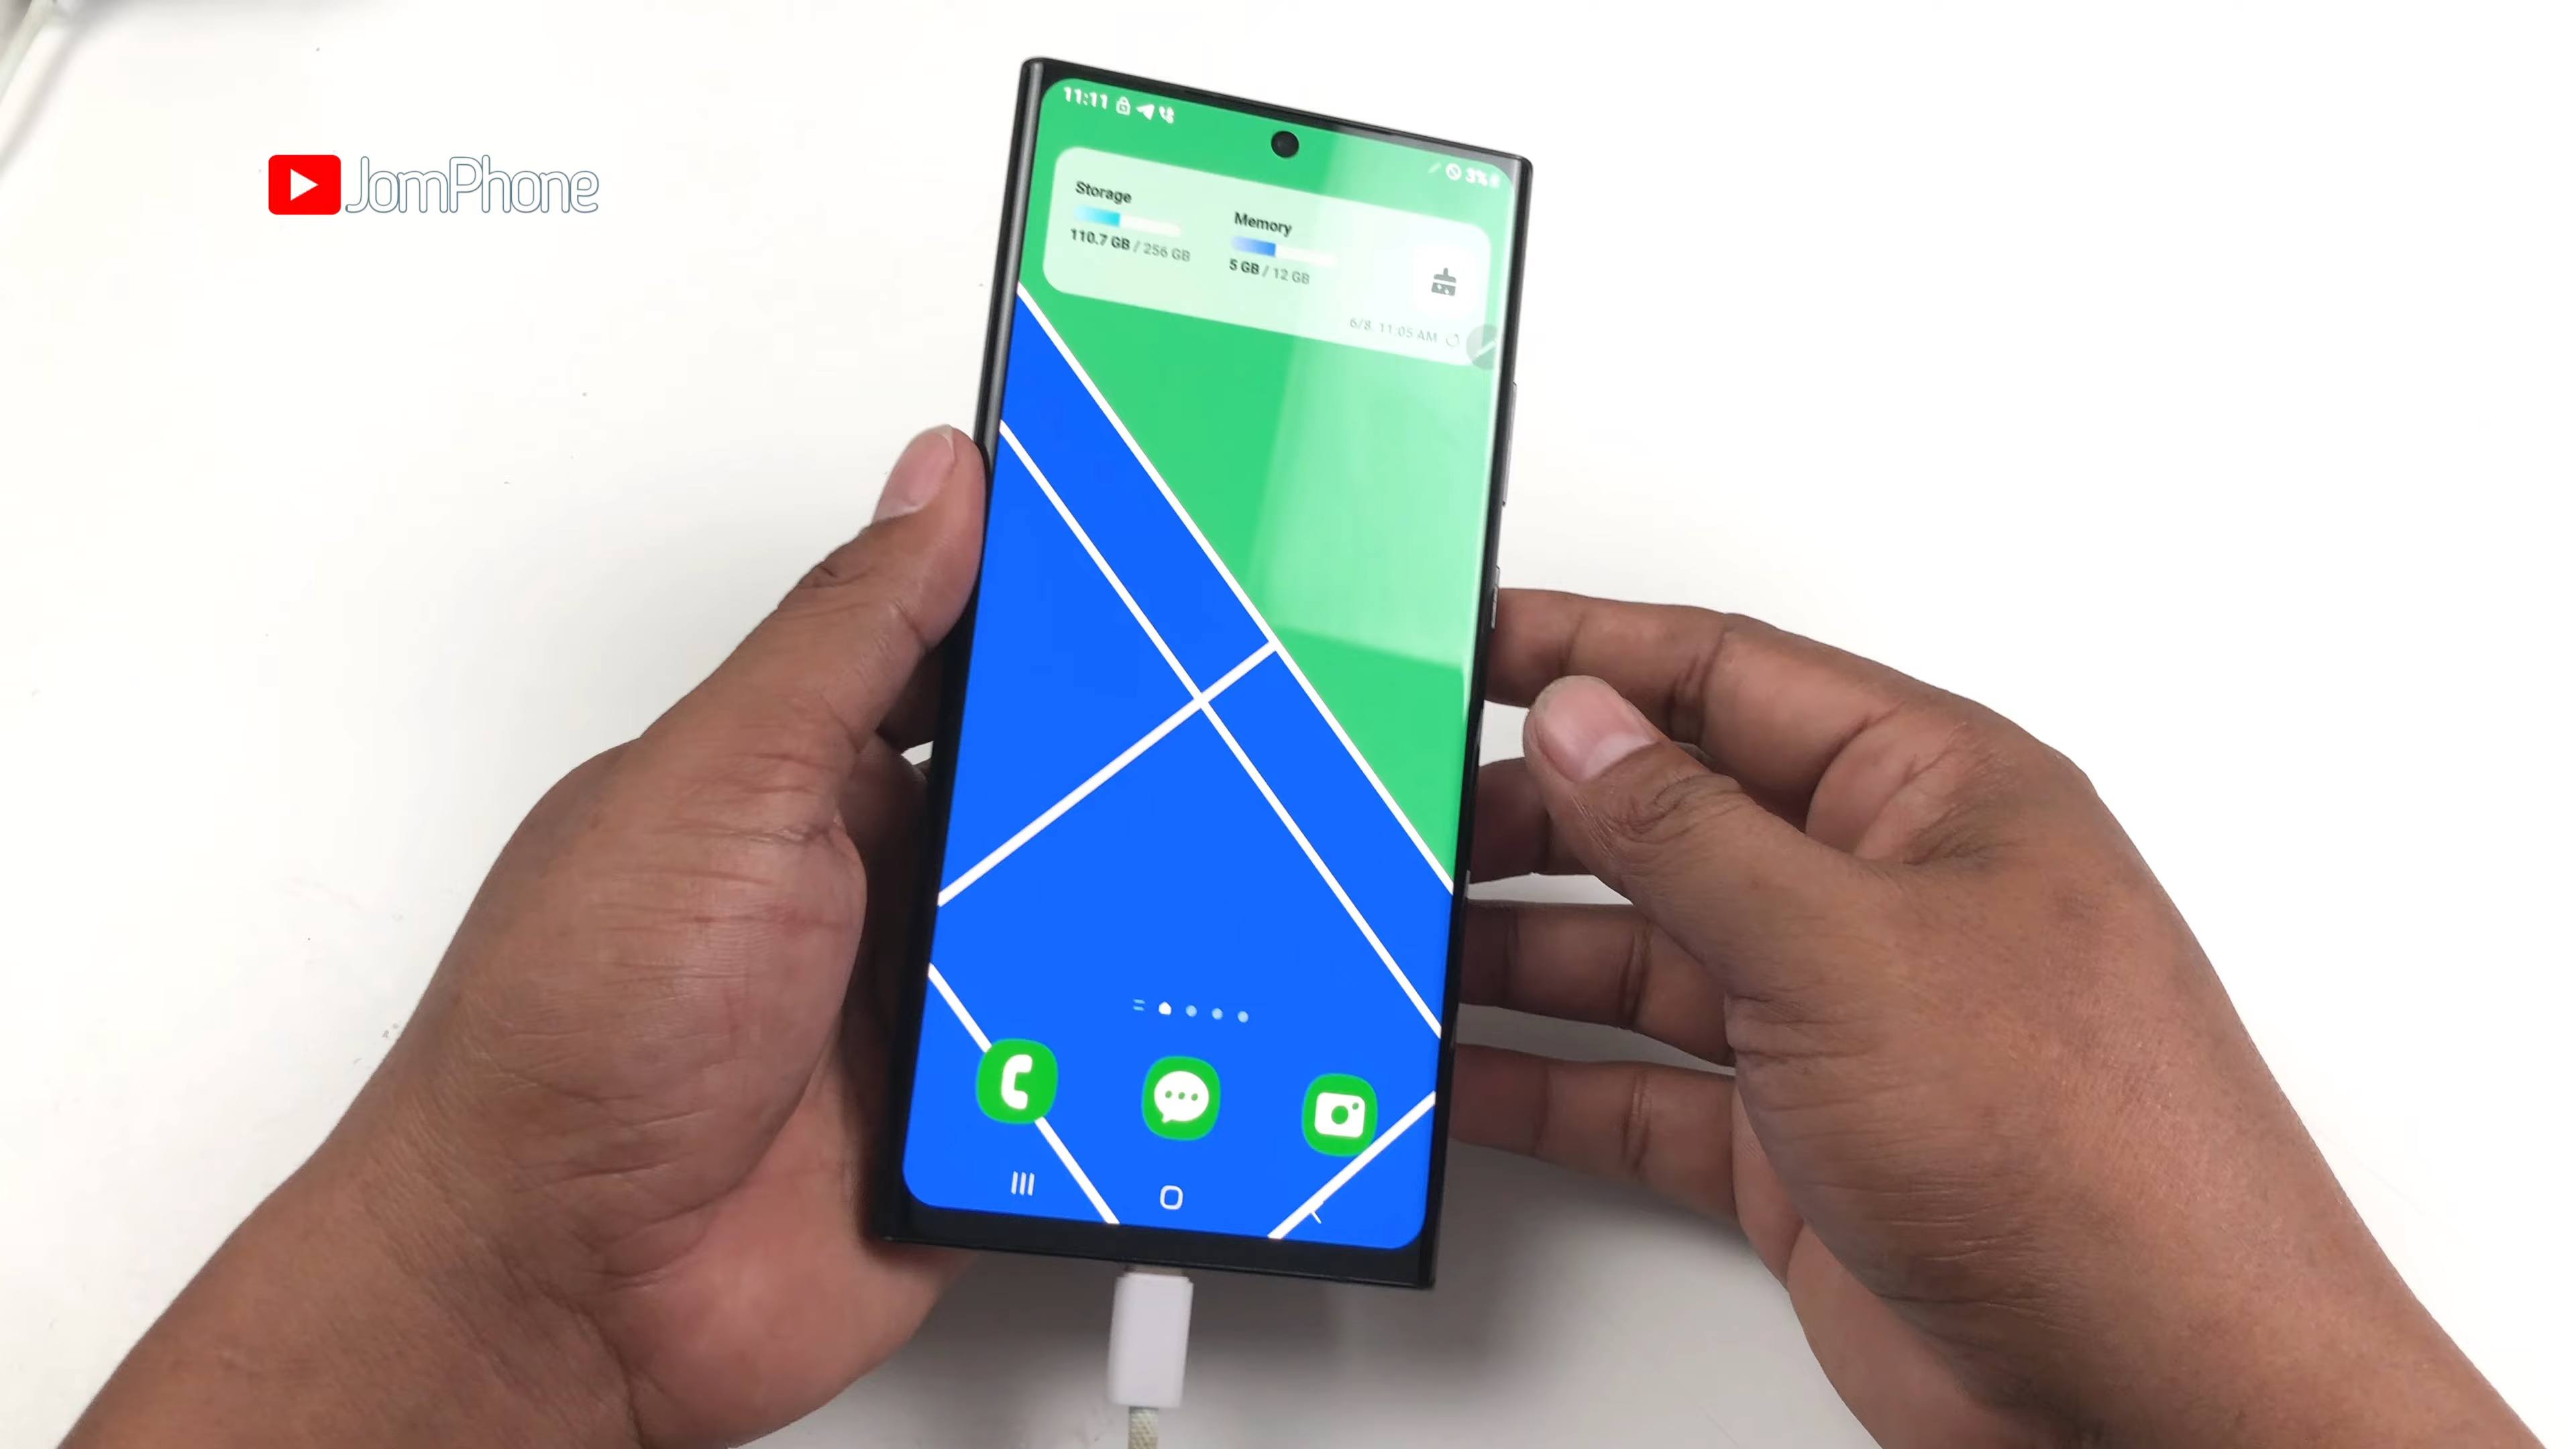 JomPhone
11:11
3%
Storage
110.7 GB / 256 GB
Memory
5 GB / 12 GB
6/8, 11:05 AM